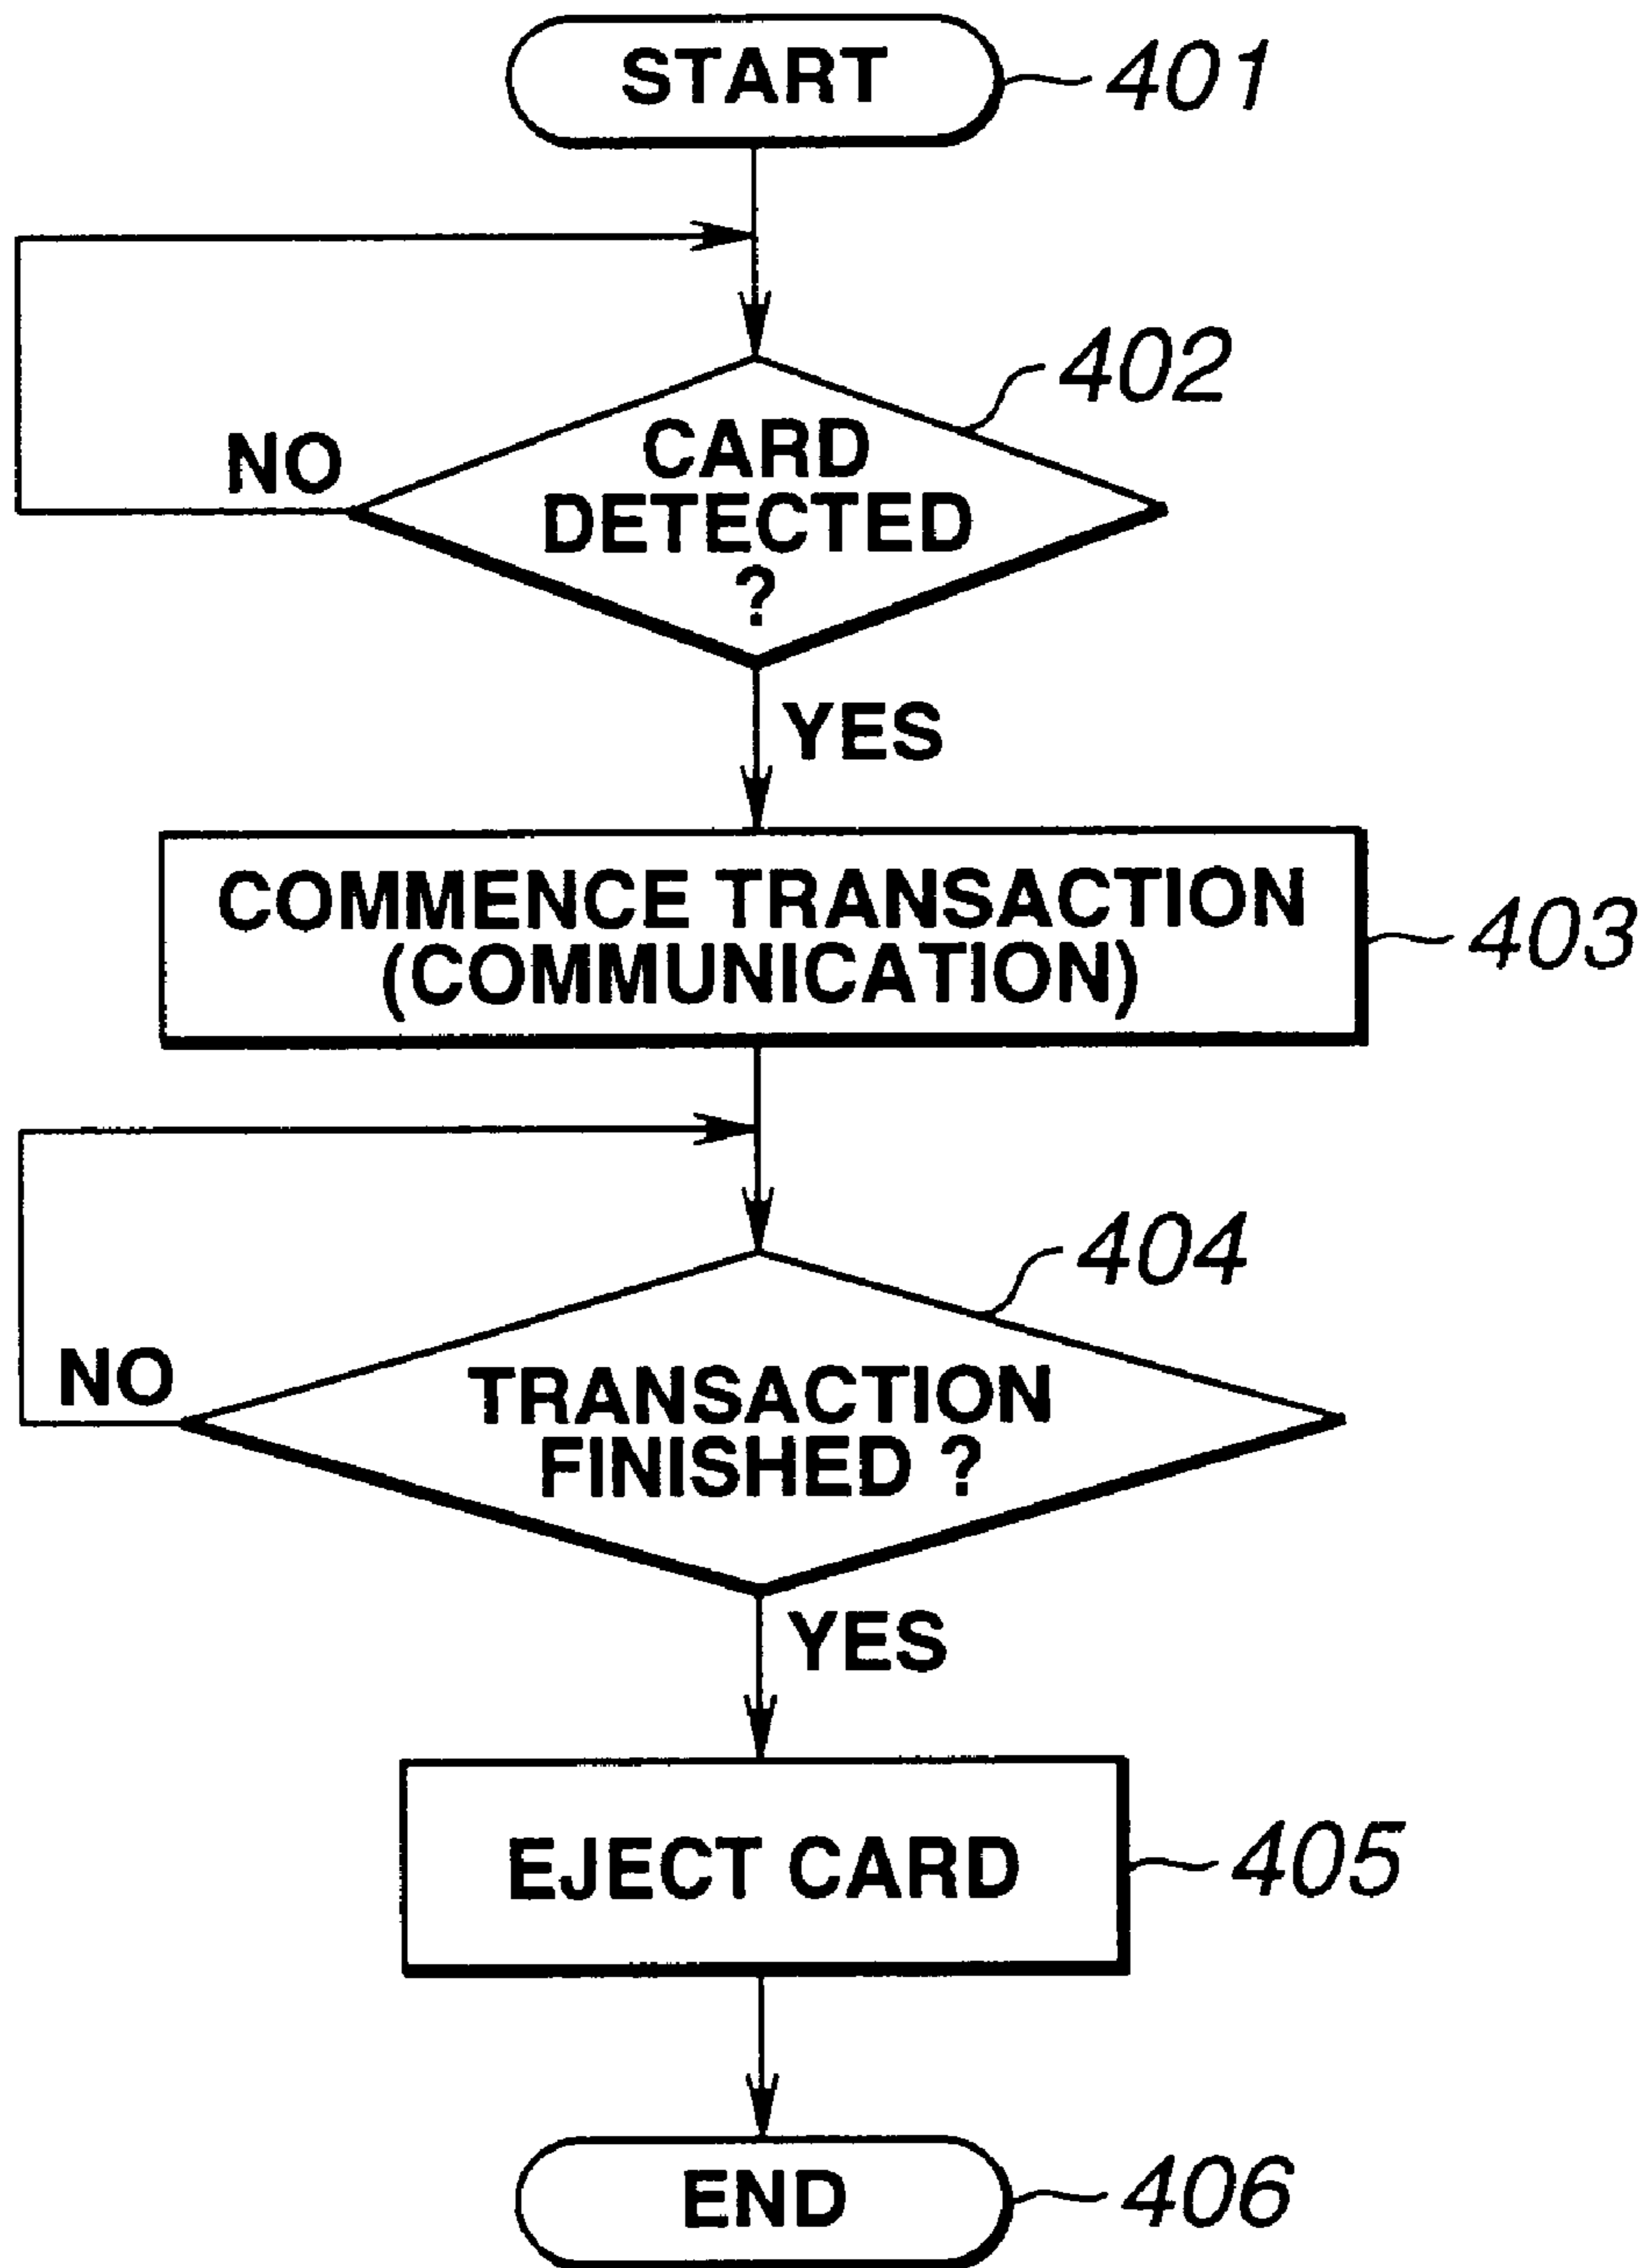 START
401
402
CARD
DETECTED
?
NO
YES
COMMENCE TRANSACTION
(COMMUNICATION)
403
404
TRANSACTION
FINISHED ?
NO
YES
EJECT CARD
405
END
406